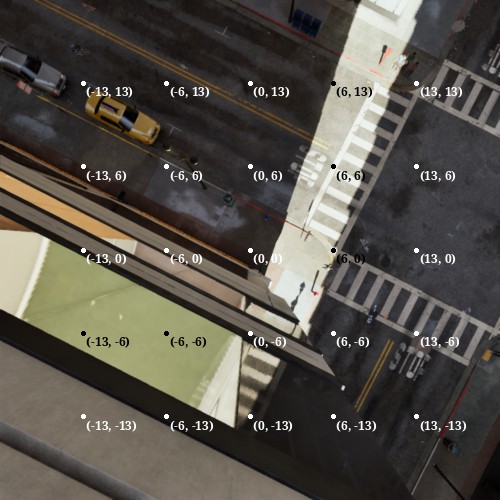 (-13, 13) (-6, 13) (0, 13) (6, 13) (13, 13)
(-13, 6) (-6, 6) (0, 6) (6, 6) (13, 6)
(-13, 0) (-6, 0) (0, 0) (6, 0) (13, 0)
(-13, -6) (-6, -6) (0, -6) (6, -6) (13, -6)
(-13, -13) (-6, -13) (0, -13) (6, -13) (13, -13)